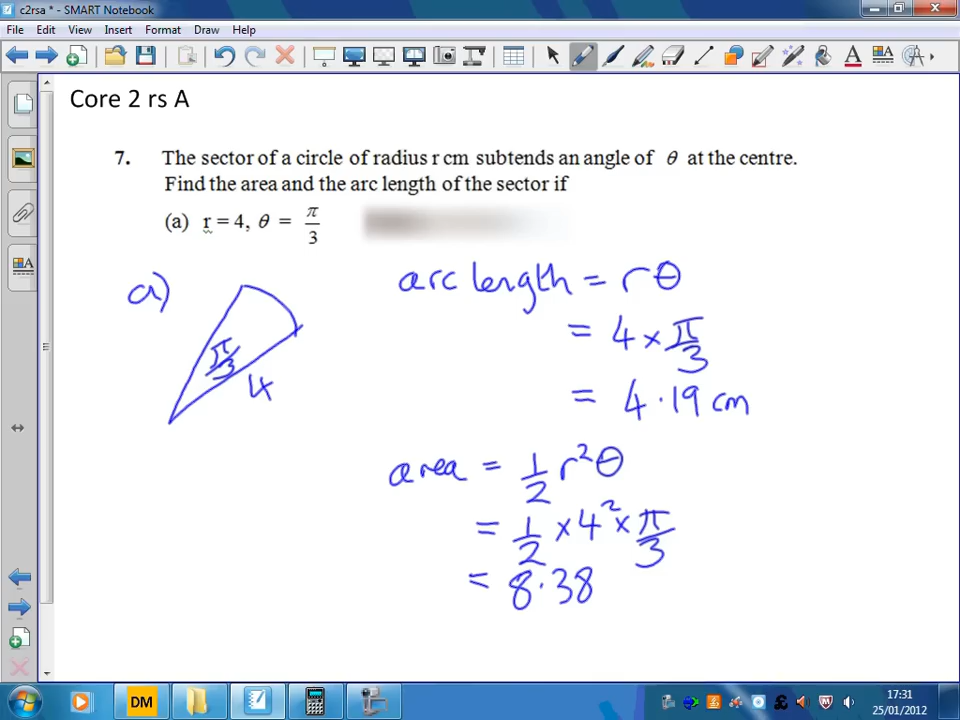 c2rsa * - SMART Notebook
File Edit View Insert Format Draw Help
Core 2 rs A
7. The sector of a circle of radius r cm subtends an angle of θ at the centre.
Find the area and the arc length of the sector if
(a) r = 4, θ = π/3
a)
π/3
4
arc length = rθ
= 4 × π/3
= 4.19 cm
area = 1/2 r²θ
= 1/2 × 4² × π/3
= 8.38
DM
17:31
25/01/2012